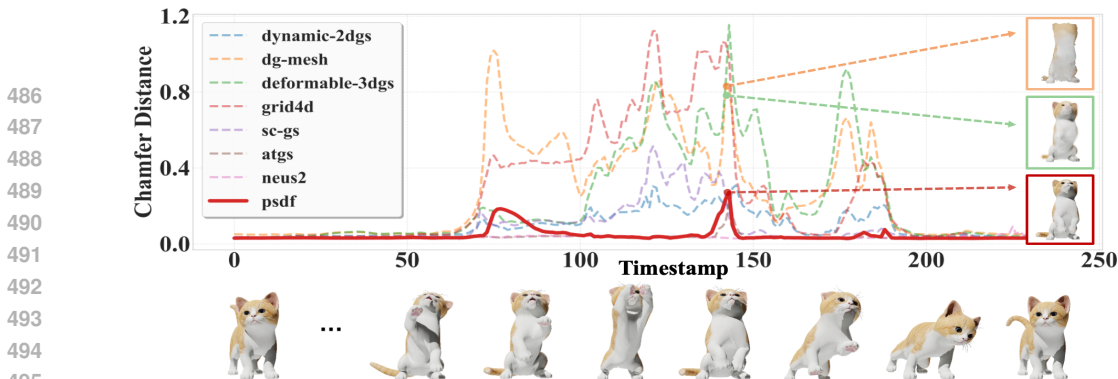 1.2
0.8
0.4
0.0
Chamfer Distance
dynamic-2dgs
dg-mesh
deformable-3dgs
grid4d
sc-gs
atgs
neus2
psdf
0
50
100
150
200
250
Timestamp
...
486
487
488
489
490
491
492
493
494
495